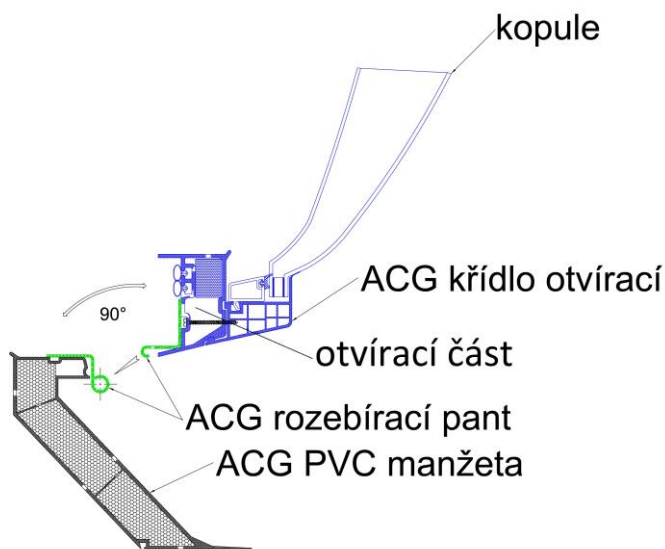 kopule
ACG křídlo otvírací
90°
otvírací část
ACG rozebírací pant
ACG PVC manžeta